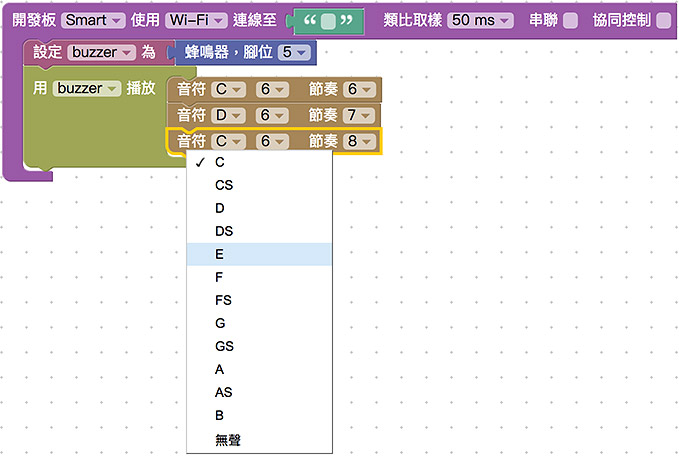 開發板 Smart 使用 Wi-Fi 連線至 “ ” 類比取樣 50 ms 串聯 協同控制
設定 buzzer 為 蜂鳴器，腳位 5
用 buzzer 播放 音符 C 6 節奏 6
音符 D 6 節奏 7
音符 C 6 節奏 8
✓ C
CS
D
DS
E
F
FS
G
GS
A
AS
B
無聲